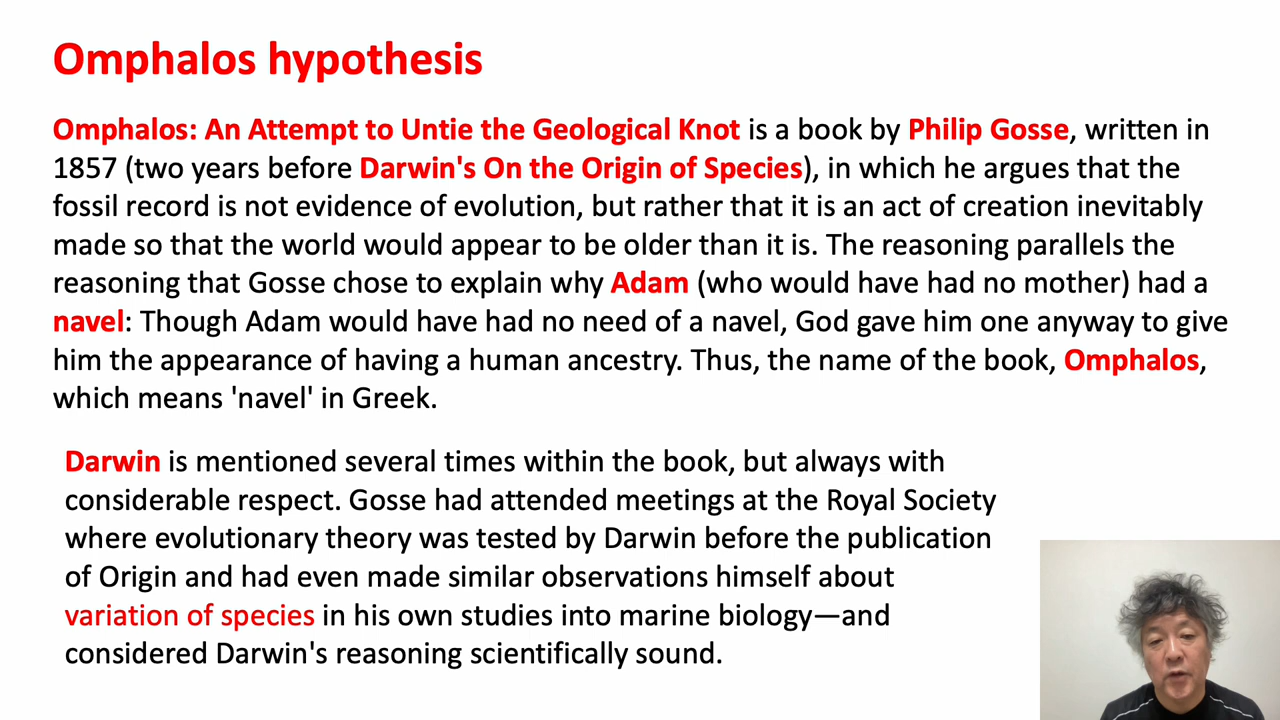 Omphalos hypothesis
Omphalos: An Attempt to Untie the Geological Knot is a book by Philip Gosse, written in
1857 (two years before Darwin's On the Origin of Species), in which he argues that the
fossil record is not evidence of evolution, but rather that it is an act of creation inevitably
made so that the world would appear to be older than it is. The reasoning parallels the
reasoning that Gosse chose to explain why Adam (who would have had no mother) had a
navel: Though Adam would have had no need of a navel, God gave him one anyway to give
him the appearance of having a human ancestry. Thus, the name of the book, Omphalos,
which means 'navel' in Greek.
Darwin is mentioned several times within the book, but always with
considerable respect. Gosse had attended meetings at the Royal Society
where evolutionary theory was tested by Darwin before the publication
of Origin and had even made similar observations himself about
variation of species in his own studies into marine biology—and
considered Darwin's reasoning scientifically sound.